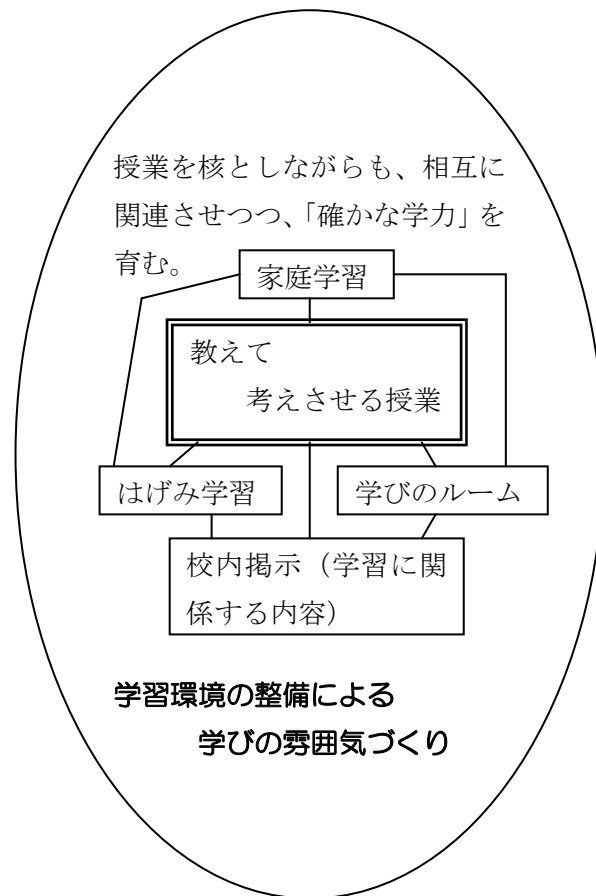 授業を核としながらも、相互に
関連させつつ、「確かな学力」を
育む。
家庭学習
教えて
考えさせる授業
はげみ学習
学びのルーム
校内掲示（学習に関
係する内容）
学習環境の整備による
学びの雰囲気づくり